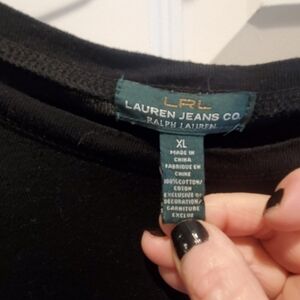 LRL
LAUREN JEANS CO.
RALPH LAUREN
XL
MADE IN
CHINA
FABRIQUÉ EN
CHINE
100%COTTON/
COTON
EXCLUSIVE OF
DECORATION/
GARNITURE
EXCLUE